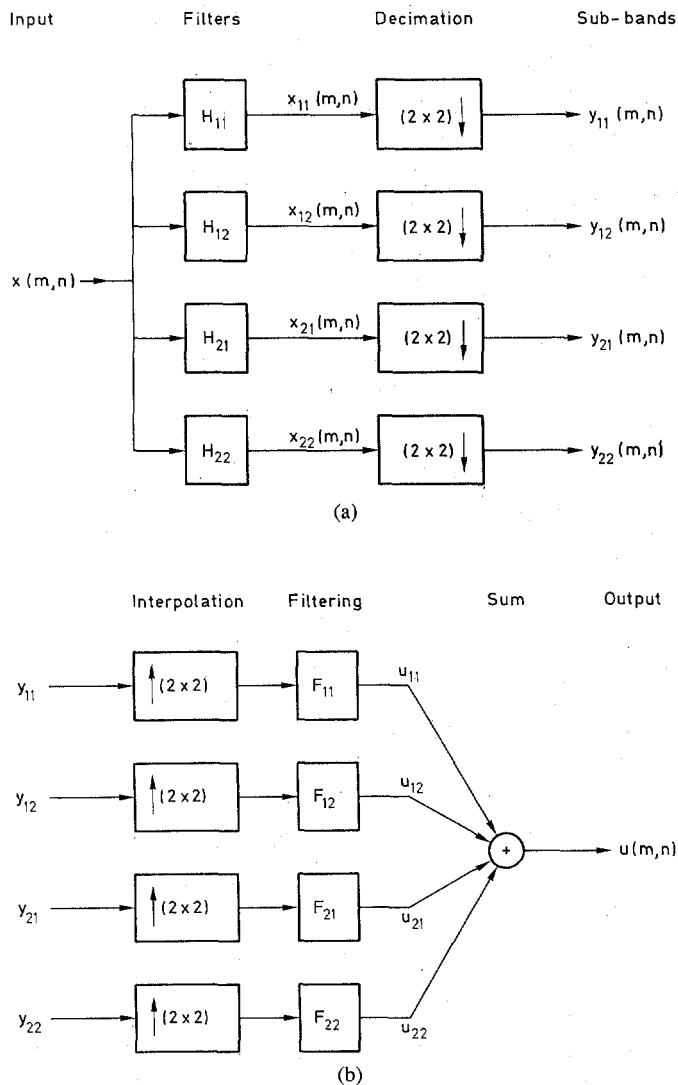 Input Filters Decimation Sub-bands
H₁₁ x₁₁(m,n) (2 x 2) ↓ y₁₁(m,n)
H₁₂ x₁₂(m,n) (2 x 2) ↓ y₁₂(m,n)
x(m,n)
H₂₁ x₂₁(m,n) (2 x 2) ↓ y₂₁(m,n)
H₂₂ x₂₂(m,n) (2 x 2) ↓ y₂₂(m,n)
(a)
Interpolation Filtering Sum Output
y₁₁ ↑ (2 x 2) F₁₁ u₁₁
y₁₂ ↑ (2 x 2) F₁₂ u₁₂
+ u(m,n)
y₂₁ ↑ (2 x 2) F₂₁ u₂₁
y₂₂ ↑ (2 x 2) F₂₂ u₂₂
(b)